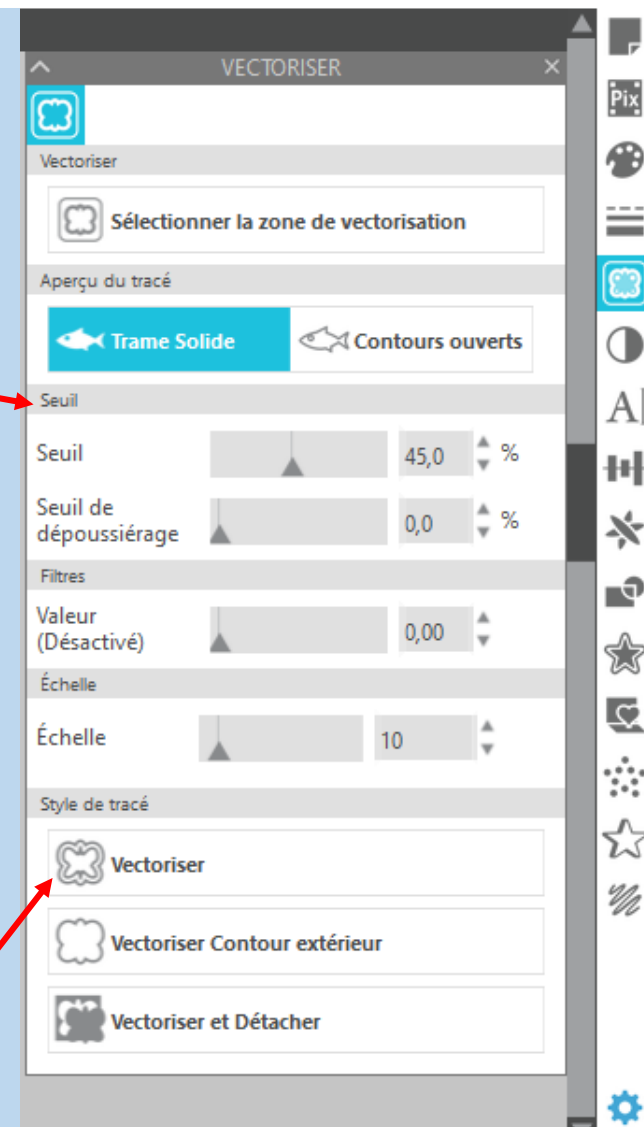 VECTORISER
Pix
Vectoriser
Sélectionner la zone de vectorisation
Aperçu du tracé
Trame Solide
Contours ouverts
Seuil
A
Seuil
45,0 %
Seuil de
dépoussiérage
0,0 %
Filtres
Valeur
(Désactivé)
0,00
Échelle
Échelle
10
Style de tracé
Vectoriser
Vectoriser Contour extérieur
Vectoriser et Détacher